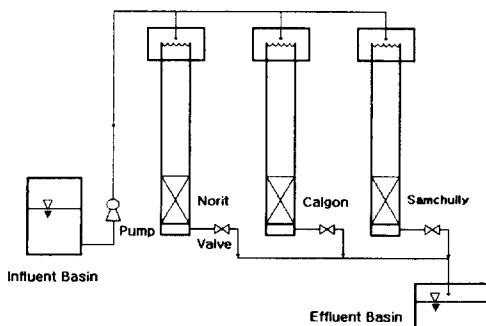 Norit
Calgon
Samchully
Pump
Valve
Influent Basin
Effluent Basin